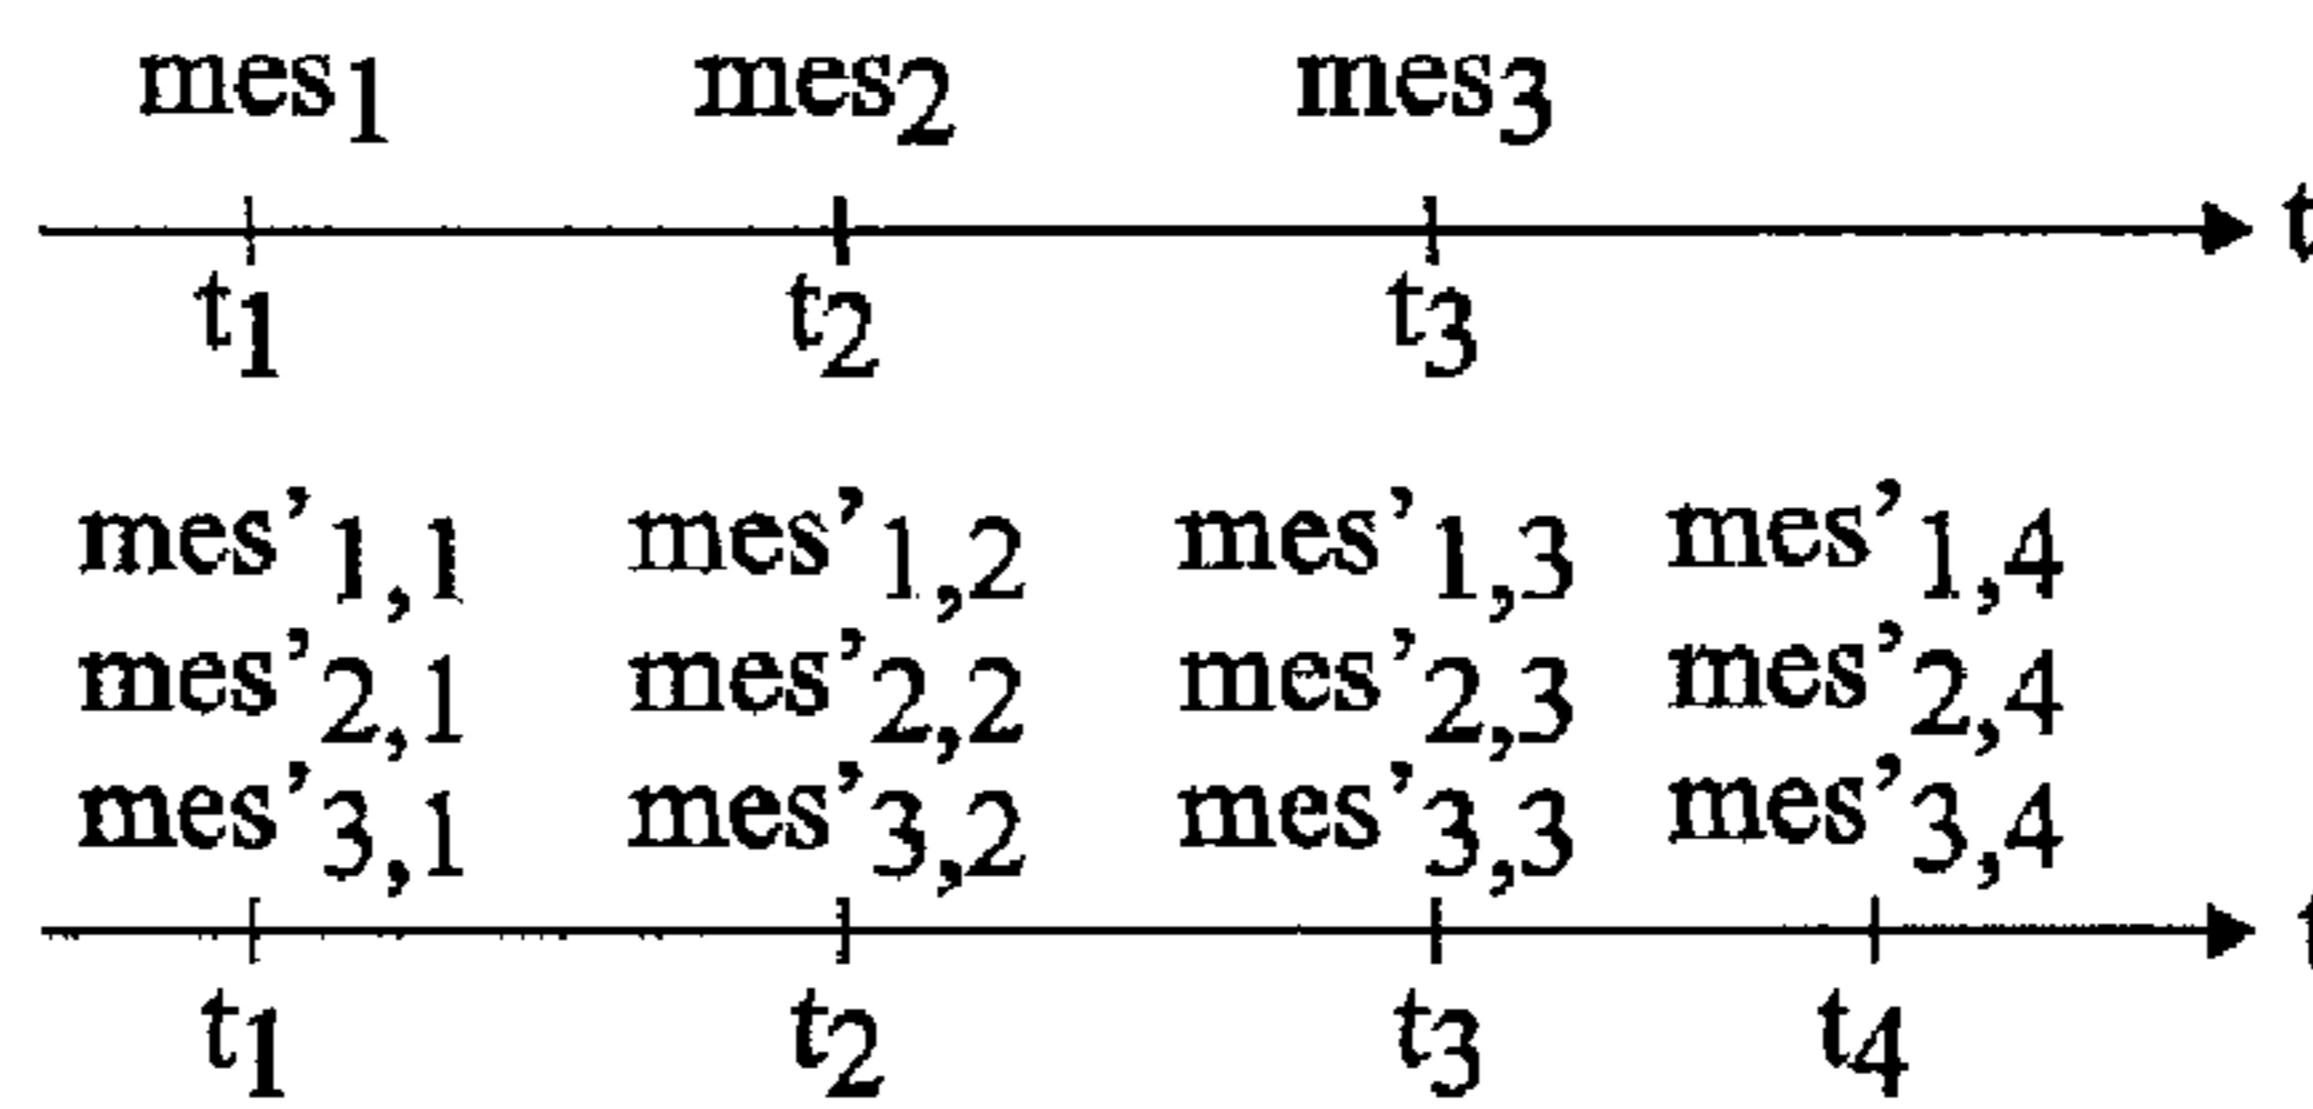 mes1 mes2 mes3
t
t1 t2 t3
mes’1,1 mes’1,2 mes’1,3 mes’1,4
mes’2,1 mes’2,2 mes’2,3 mes’2,4
mes’3,1 mes’3,2 mes’3,3 mes’3,4
t
t1 t2 t3 t4